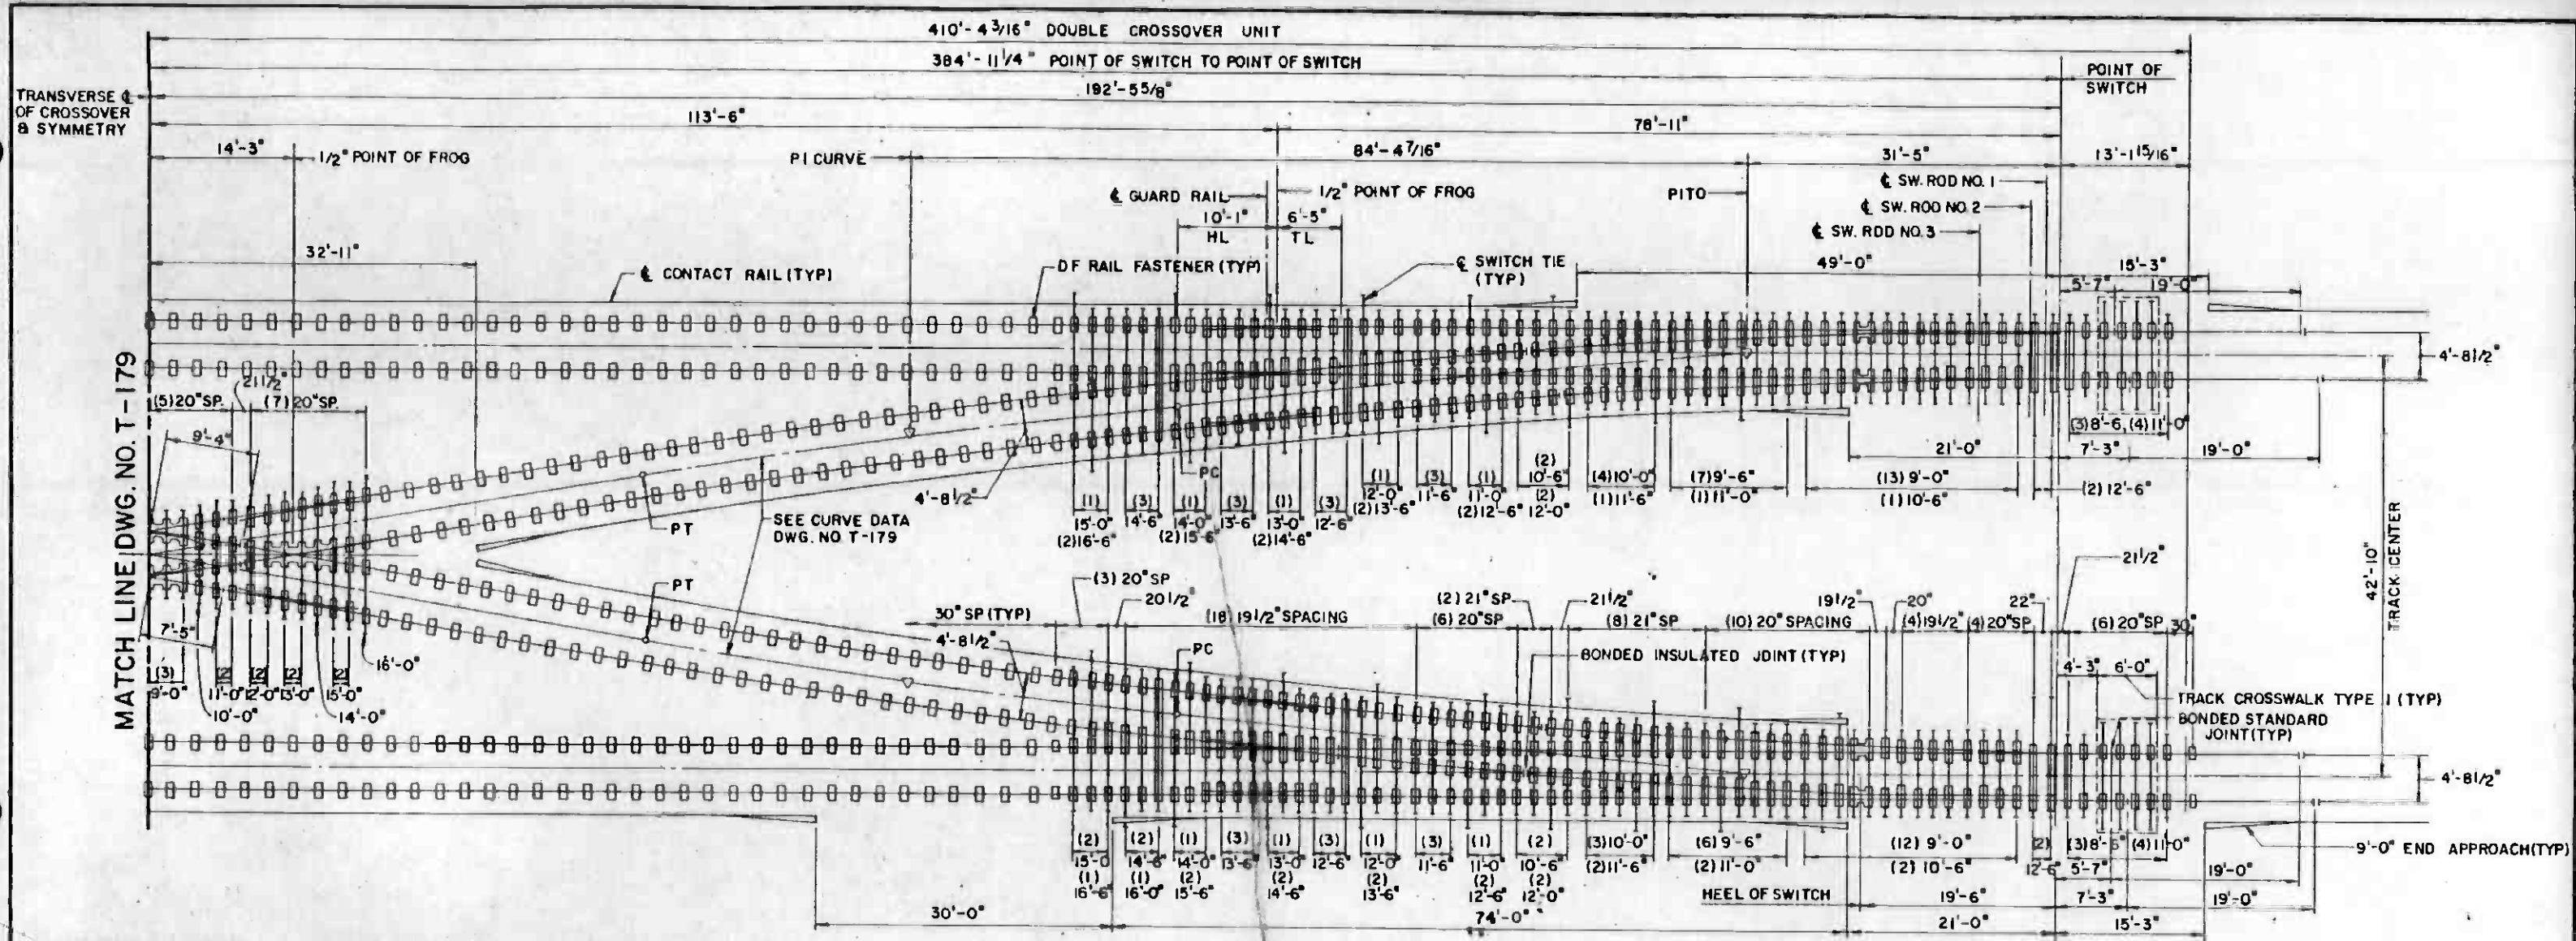 410'-4 3/16" DOUBLE CROSSOVER UNIT
384'-11 1/4" POINT OF SWITCH TO POINT OF SWITCH
POINT OF
SWITCH
192'-5 5/8"
TRANSVERSE ℄
OF CROSSOVER
& SYMMETRY
113'-6"
78'-11"
14'-3"
1/2" POINT OF FROG
PI CURVE
84'-4 7/16"
31'-5"
13'-1 15/16"
℄ GUARD RAIL
1/2" POINT OF FROG
PITO
℄ SW. ROD NO. 1
℄ SW. ROD NO. 2
℄ SW. ROD NO. 3
10'-1"
6'-5"
HL
TL
32'-11"
℄ CONTACT RAIL (TYP)
DF RAIL FASTENER (TYP)
℄ SWITCH TIE
(TYP)
49'-0"
15'-3"
5'-7"
19'-0"
4'-8 1/2"
MATCH LINE DWG. NO. T-179
21 1/2"
(5) 20" SP.
(7) 20" SP.
9'-4"
4'-8 1/2"
PT
SEE CURVE DATA
DWG. NO T-179
PC
(1)
15'-0"
(2) 16'-6"
(3)
14'-6"
(1)
14'-0"
(2) 15'-6"
(3)
13'-6"
(1)
13'-0"
(2) 14'-6"
(3)
12'-6"
(1)
12'-0"
(2) 13'-6"
(3)
11'-6"
(1)
11'-0"
(2) 12'-6"
(2)
10'-6"
(2)
12'-0"
(4) 10'-0"
(1) 11'-6"
(7) 9'-6"
(1) 11'-0"
21'-0"
(13) 9'-0"
(1) 10'-6"
(2) 12'-6"
(3) 8'-6, (4) 11'-0"
7'-3"
19'-0"
42'-10"
TRACK CENTER
21 1/2"
PT
7'-5"
(3)
9'-0"
10'-0"
(2)
11'-0"
(2)
12'-0"
(2)
13'-0"
14'-0"
(2)
15'-0"
16'-0"
30" SP (TYP)
4'-8 1/2"
(3) 20" SP
20 1/2"
(18) 19 1/2" SPACING
(2) 21" SP.
(6) 20" SP
21 1/2"
(8) 21" SP
(10) 20" SPACING
19 1/2"
20"
(4) 19 1/2"
(4) 20" SP
22"
(6) 20" SP
30"
PC
BONDED INSULATED JOINT (TYP)
4'-3"
6'-0"
TRACK CROSSWALK TYPE 1 (TYP)
BONDED STANDARD
JOINT (TYP)
4'-8 1/2"
(2)
15'-0
(1)
16'-6"
(2)
14'-6"
(1)
16'-0"
(1)
14'-0"
(2)
15'-6"
(3)
13'-6"
(1)
13'-0"
(2)
14'-6"
(3)
12'-6"
(1)
12'-0"
(2)
13'-6"
(3)
11'-6"
(1)
11'-0
(2)
12'-6"
(2)
10'-6"
(2)
12'-0"
(3) 10'-0"
(2) 11'-6"
(6) 9'-6"
(2) 11'-0"
(12) 9'-0"
(2) 10'-6"
(2)
12'-6"
(3) 8'-6"
(4) 11'-0"
5'-7"
9'-0" END APPROACH (TYP)
19'-0"
HEEL OF SWITCH
19'-6"
7'-3"
19'-0"
30'-0"
74'-0"
21'-0"
15'-3"